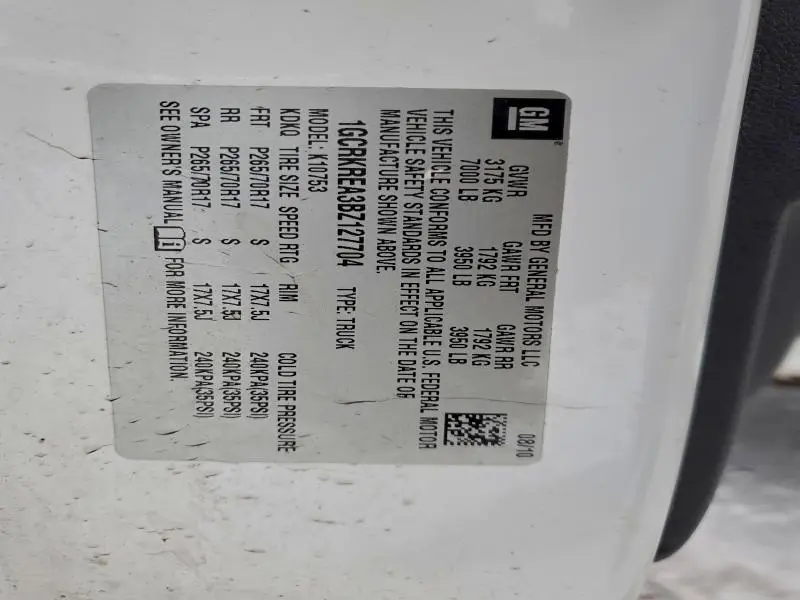 GM
MFD BY GENERAL MOTORS LLC 08/10
GVWR GAWR FRT GAWR RR
3175 KG 1792 KG 1792 KG
7000 LB 3950 LB 3950 LB
THIS VEHICLE CONFORMS TO ALL APPLICABLE U.S. FEDERAL MOTOR
VEHICLE SAFETY STANDARDS IN EFFECT ON THE DATE OF
MANUFACTURE SHOWN ABOVE.
1GCRKREA3BZ127704 TYPE: TRUCK
MODEL: K10753
KDKQ TIRE SIZE SPEED RTG RIM COLD TIRE PRESSURE
FRT P265/70R17 S 17X7.5J 240KPA(35PSI)
RR P265/70R17 S 17X7.5J 240KPA(35PSI)
SPA P265/70R17 S 17X7.5J 240KPA(35PSI)
SEE OWNER'S MANUAL FOR MORE INFORMATION.